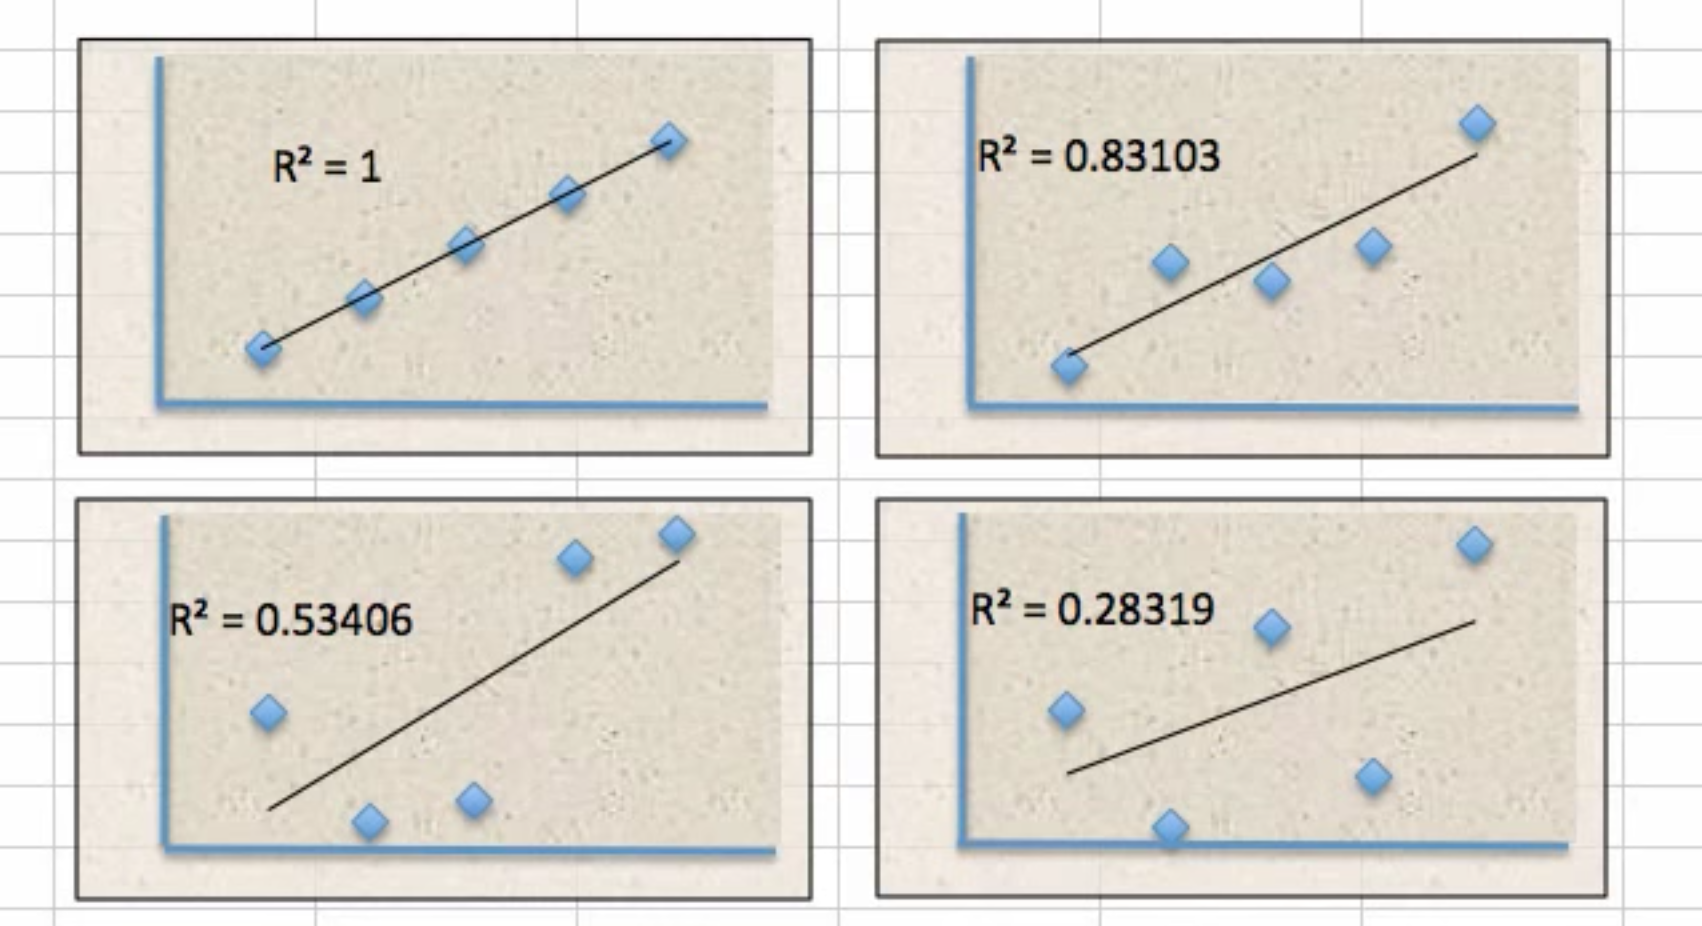 R² = 1
R² = 0.83103
R² = 0.53406
R² = 0.28319